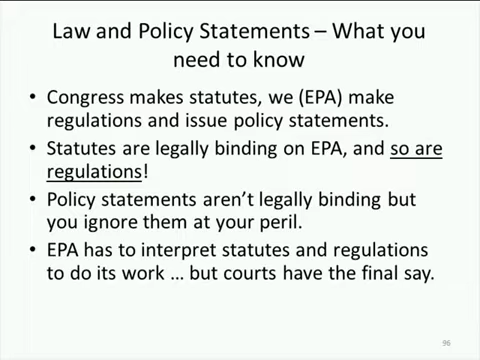 Law and Policy Statements – What you
need to know
• Congress makes statutes, we (EPA) make
regulations and issue policy statements.
• Statutes are legally binding on EPA, and so are
regulations!
• Policy statements aren’t legally binding but
you ignore them at your peril.
• EPA has to interpret statutes and regulations
to do its work … but courts have the final say.
96